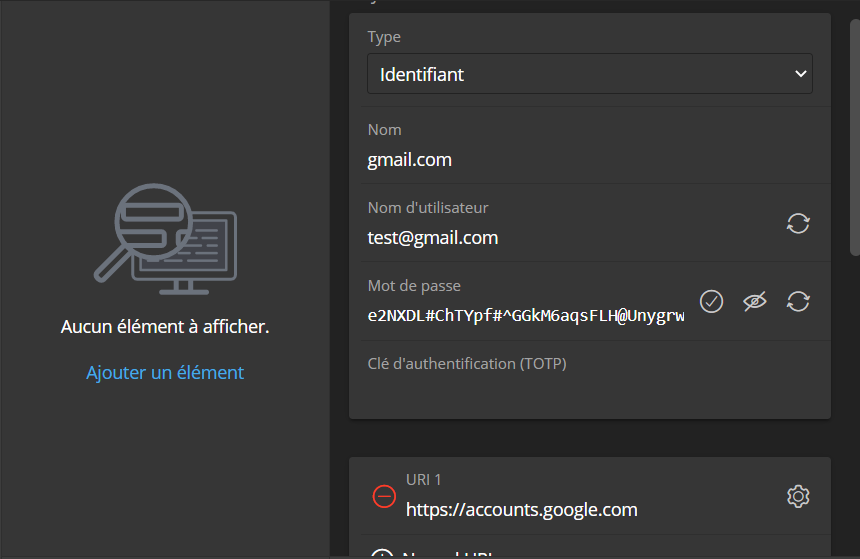 Type
Identifiant
Nom
gmail.com
Nom d'utilisateur
test@gmail.com
Mot de passe
e2NXDL#ChTYpf#^GGkM6aqsFLH@Unygrw
Clé d'authentification (TOTP)
Aucun élément à afficher.
Ajouter un élément
URI 1
https://accounts.google.com